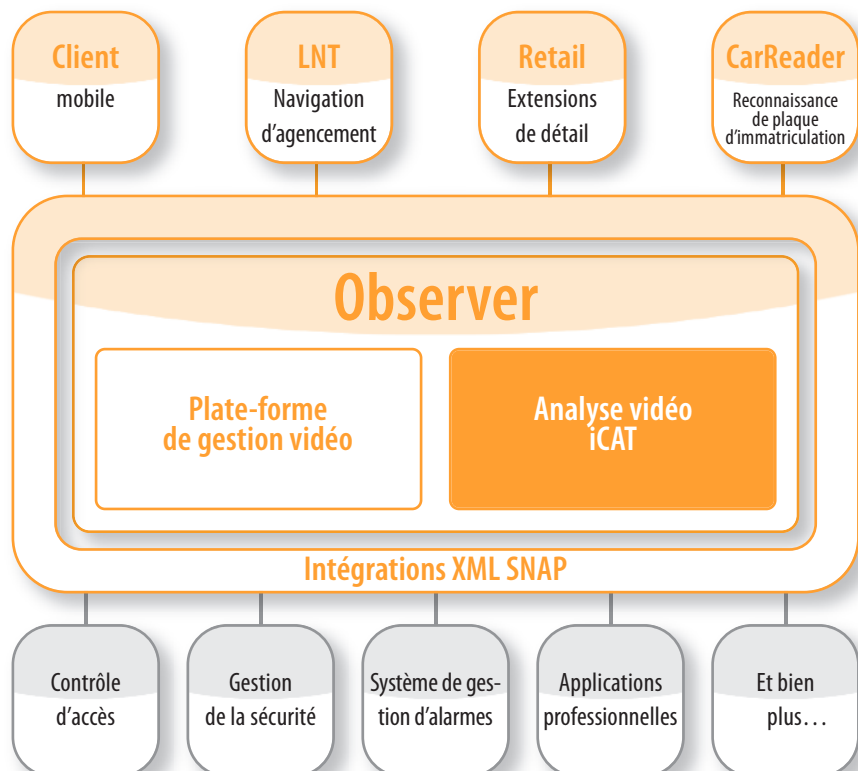 Client
mobile
LNT
Navigation
d’agencement
Retail
Extensions
de détail
CarReader
Reconnaissance
de plaque
d’immatriculation
Observer
Plate-forme
de gestion vidéo
Analyse vidéo
iCAT
Intégrations XML SNAP
Contrôle
d’accès
Gestion
de la sécurité
Système de ges-
tion d’alarmes
Applications
professionnelles
Et bien
plus…